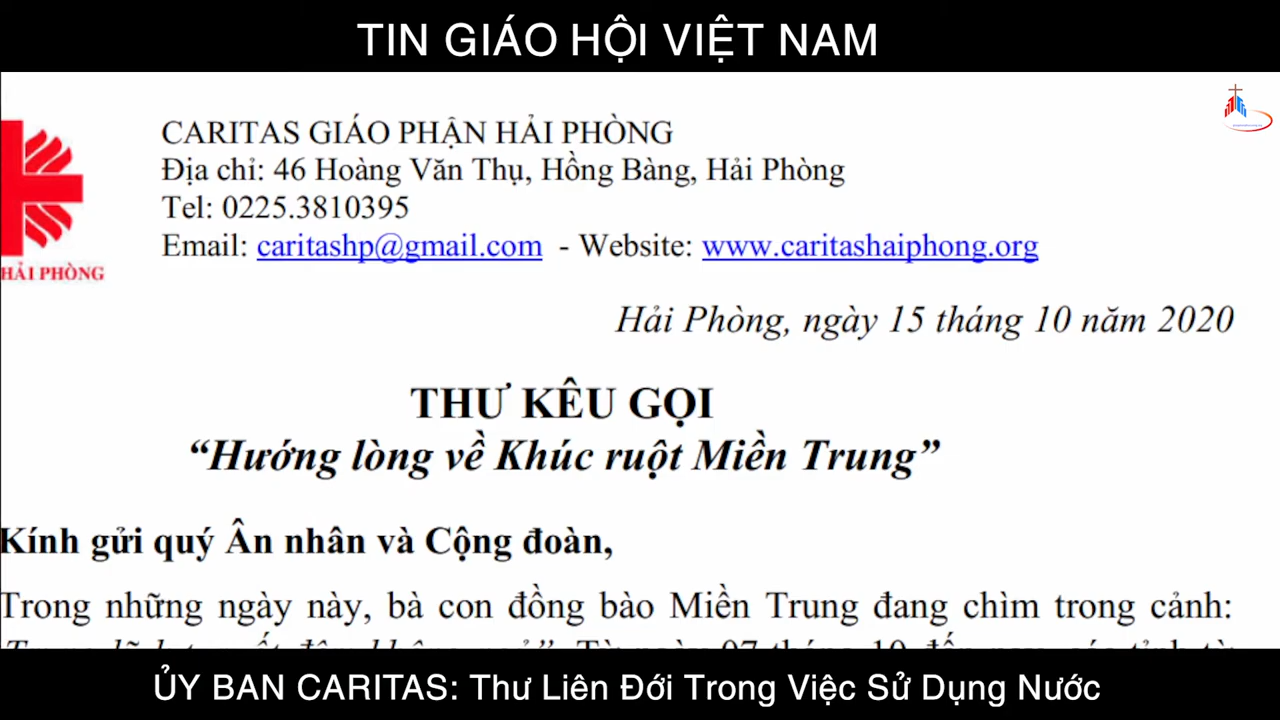 TIN GIÁO HỘI VIỆT NAM
CARITAS GIÁO PHẬN HẢI PHÒNG
Địa chỉ: 46 Hoàng Văn Thụ, Hồng Bàng, Hải Phòng
Tel: 0225.3810395
Email: caritashp@gmail.com - Website: www.caritashaiphong.org
HẢI PHÒNG
Hải Phòng, ngày 15 tháng 10 năm 2020
THƯ KÊU GỌI
“Hướng lòng về Khúc ruột Miền Trung”
Kính gửi quý Ân nhân và Cộng đoàn,
Trong những ngày này, bà con đồng bào Miền Trung đang chìm trong cảnh:
ỦY BAN CARITAS: Thư Liên Đới Trong Việc Sử Dụng Nước